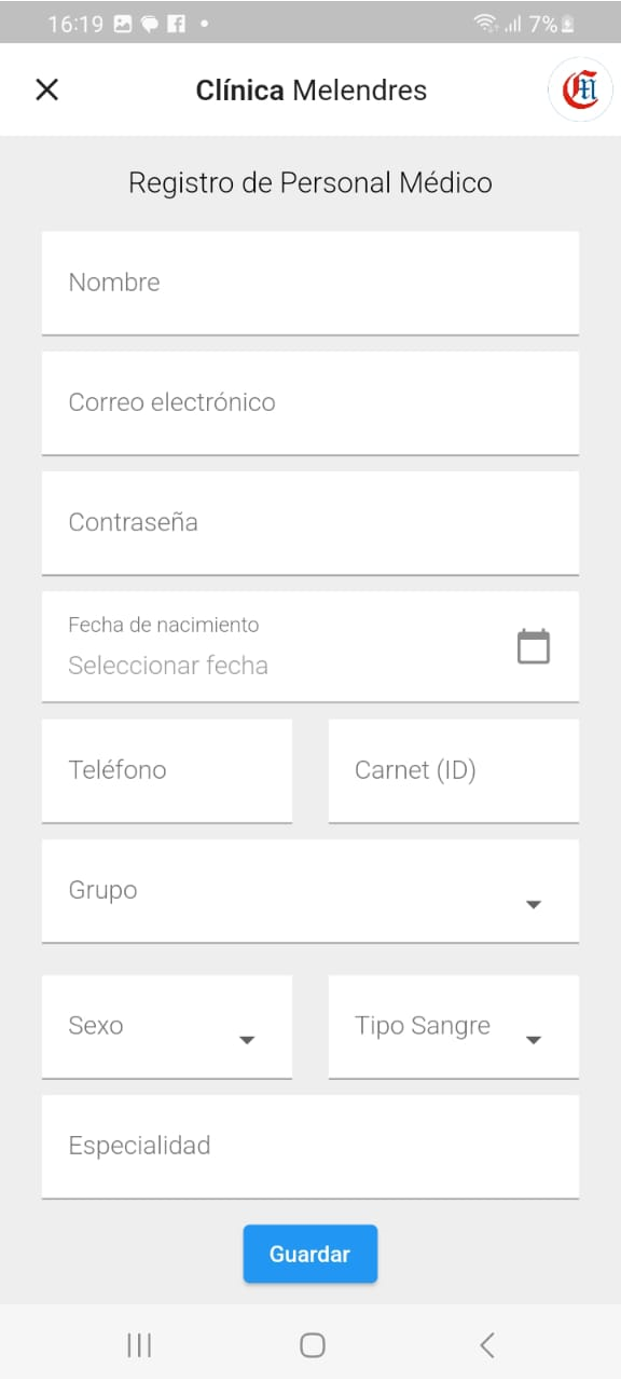 16:19 7%
Clínica Melendres
Registro de Personal Médico
Nombre
Correo electrónico
Contraseña
Fecha de nacimiento
Seleccionar fecha
Teléfono Carnet (ID)
Grupo
Sexo Tipo Sangre
Especialidad
Guardar